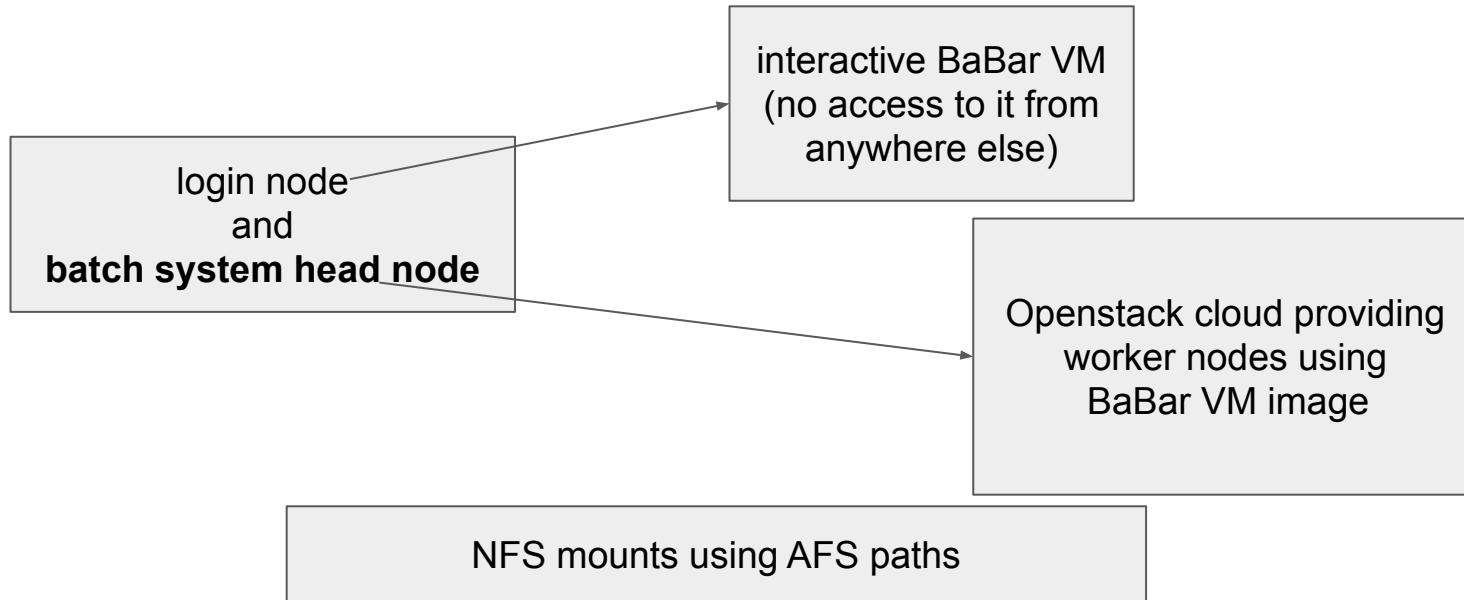 interactive BaBar VM
(no access to it from
anywhere else)
login node
and
batch system head node
Openstack cloud providing
worker nodes using
BaBar VM image
NFS mounts using AFS paths